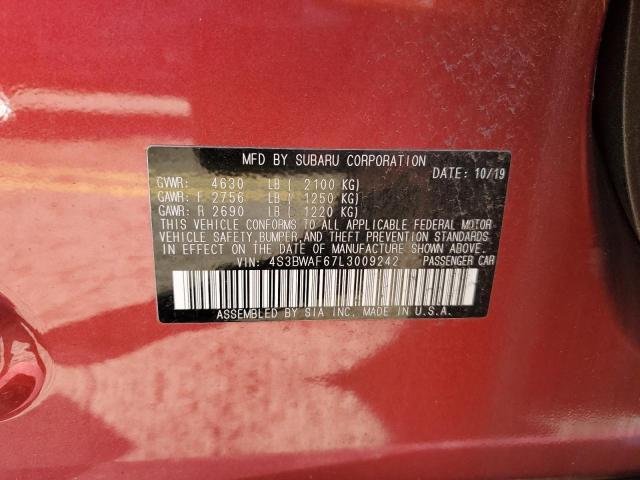 MFD BY SUBARU CORPORATION
DATE: 10/19
GVWR: 4630 LB ( 2100 KG)
GAWR: F 2756 LB ( 1250 KG)
GAWR: R 2690 LB ( 1220 KG)
THIS VEHICLE CONFORMS TO ALL APPLICABLE FEDERAL MOTOR
VEHICLE SAFETY, BUMPER, AND THEFT PREVENTION STANDARDS
IN EFFECT ON THE DATE OF MANUFACTURE SHOWN ABOVE.
VIN: 4S3BWAF67L3009242 PASSENGER CAR
ASSEMBLED BY SIA INC. MADE IN U.S.A.